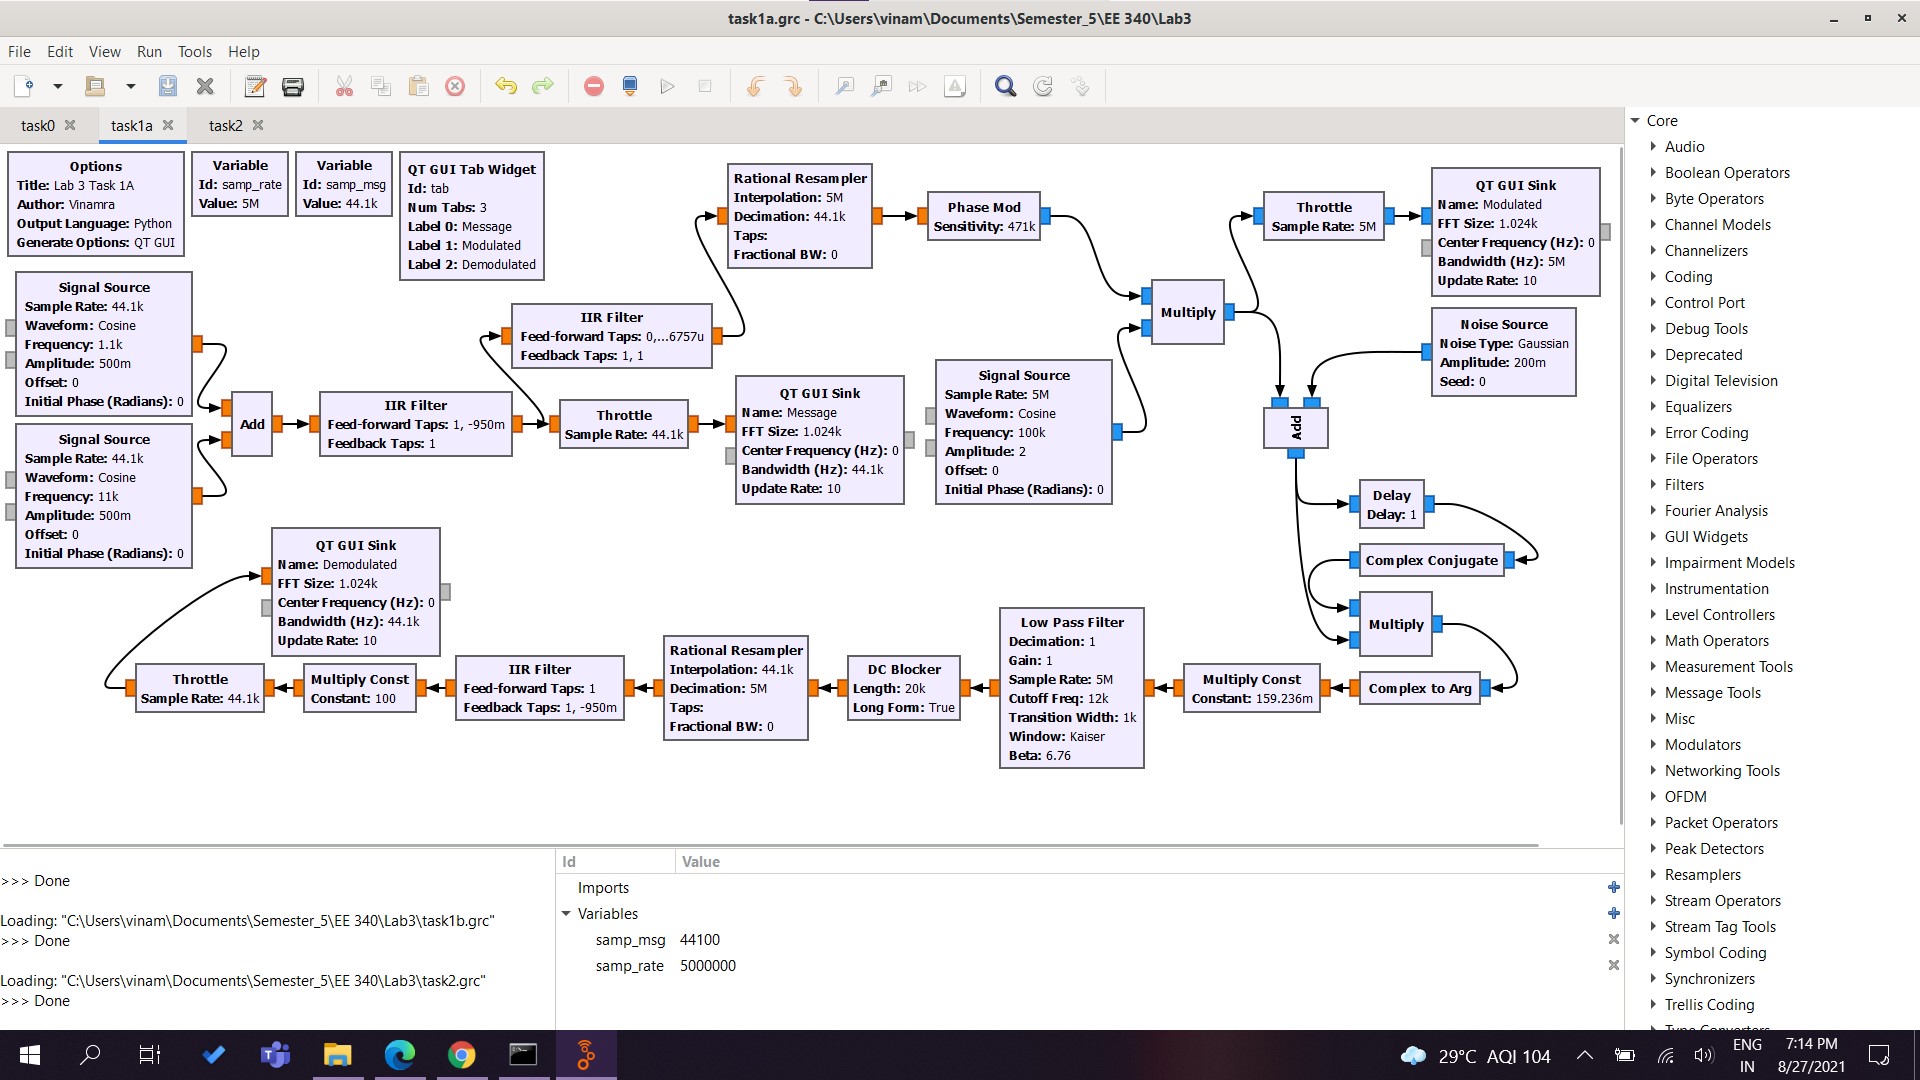 task1a.grc - C:\Users\vinam\Documents\Semester_5\EE 340\Lab3
File Edit View Run Tools Help
task0
task1a
task2
Options
Title: Lab 3 Task 1A
Author: Vinamra
Output Language: Python
Generate Options: QT GUI
Variable
Id: samp_rate
Value: 5M
Variable
Id: samp_msg
Value: 44.1k
QT GUI Tab Widget
Id: tab
Num Tabs: 3
Label 0: Message
Label 1: Modulated
Label 2: Demodulated
Rational Resampler
Interpolation: 5M
Decimation: 44.1k
Taps:
Fractional BW: 0
Phase Mod
Sensitivity: 471k
Throttle
Sample Rate: 5M
QT GUI Sink
Name: Modulated
FFT Size: 1.024k
Center Frequency (Hz): 0
Bandwidth (Hz): 5M
Update Rate: 10
Signal Source
Sample Rate: 44.1k
Waveform: Cosine
Frequency: 1.1k
Amplitude: 500m
Offset: 0
Initial Phase (Radians): 0
IIR Filter
Feed-forward Taps: 0,...6757u
Feedback Taps: 1, 1
Multiply
Noise Source
Noise Type: Gaussian
Amplitude: 200m
Seed: 0
Signal Source
Sample Rate: 44.1k
Waveform: Cosine
Frequency: 11k
Amplitude: 500m
Offset: 0
Initial Phase (Radians): 0
Add
IIR Filter
Feed-forward Taps: 1, -950m
Feedback Taps: 1
Throttle
Sample Rate: 44.1k
QT GUI Sink
Name: Message
FFT Size: 1.024k
Center Frequency (Hz): 0
Bandwidth (Hz): 44.1k
Update Rate: 10
Signal Source
Sample Rate: 5M
Waveform: Cosine
Frequency: 100k
Amplitude: 2
Offset: 0
Initial Phase (Radians): 0
Add
Delay
Delay: 1
Complex Conjugate
Multiply
Complex to Arg
Multiply Const
Constant: 159.236m
Low Pass Filter
Decimation: 1
Gain: 1
Sample Rate: 5M
Cutoff Freq: 12k
Transition Width: 1k
Window: Kaiser
Beta: 6.76
DC Blocker
Length: 20k
Long Form: True
Rational Resampler
Interpolation: 44.1k
Decimation: 5M
Taps:
Fractional BW: 0
IIR Filter
Feed-forward Taps: 1
Feedback Taps: 1, -950m
Multiply Const
Constant: 100
Throttle
Sample Rate: 44.1k
QT GUI Sink
Name: Demodulated
FFT Size: 1.024k
Center Frequency (Hz): 0
Bandwidth (Hz): 44.1k
Update Rate: 10
Core
Audio
Boolean Operators
Byte Operators
Channel Models
Channelizers
Coding
Control Port
Debug Tools
Deprecated
Digital Television
Equalizers
Error Coding
File Operators
Filters
Fourier Analysis
GUI Widgets
Impairment Models
Instrumentation
Level Controllers
Math Operators
Measurement Tools
Message Tools
Misc
Modulators
Networking Tools
OFDM
Packet Operators
Peak Detectors
Resamplers
Stream Operators
Stream Tag Tools
Symbol Coding
Synchronizers
Trellis Coding
Type Converters
>>> Done
Loading: "C:\Users\vinam\Documents\Semester_5\EE 340\Lab3\task1b.grc"
>>> Done
Loading: "C:\Users\vinam\Documents\Semester_5\EE 340\Lab3\task2.grc"
>>> Done
Id Value
Imports
Variables
samp_msg 44100
samp_rate 5000000
29°C AQI 104
ENG
IN
7:14 PM
8/27/2021